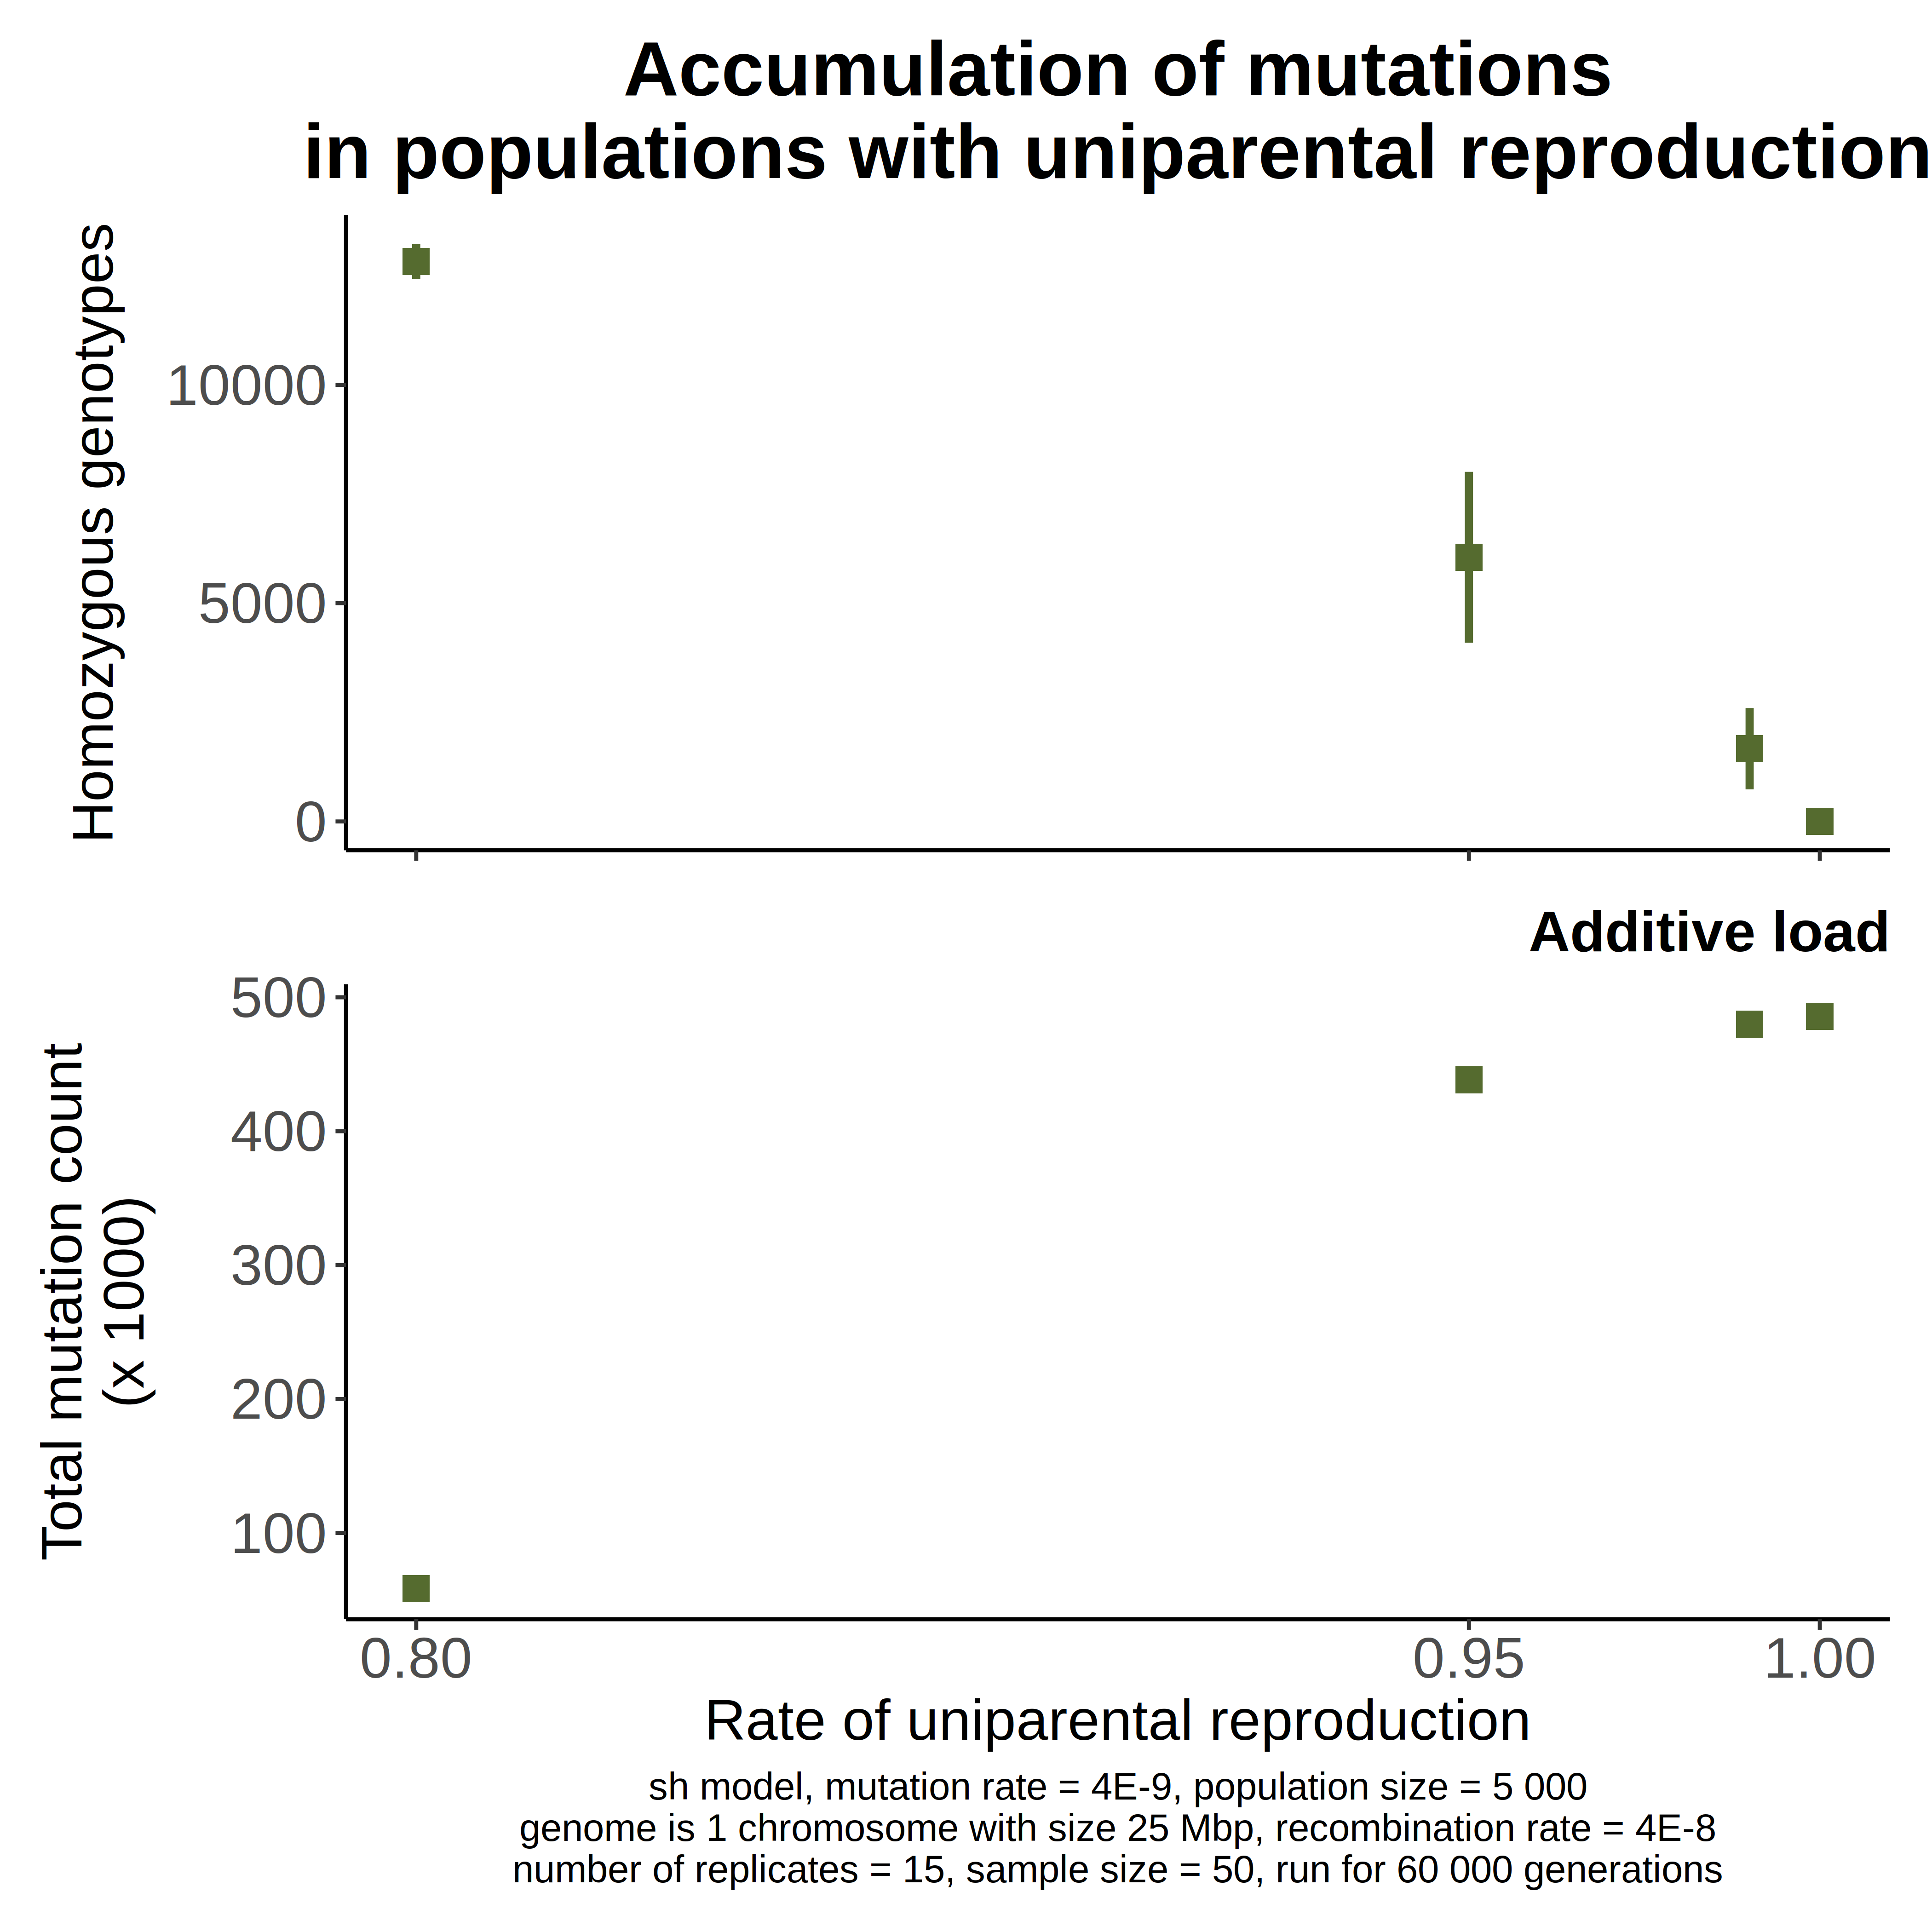 Accumulation of mutations
in populations with uniparental reproduction
Homozygous genotypes
10000
5000
0
Additive load
Total mutation count
(x 1000)
500
400
300
200
100
0.80
0.95
1.00
Rate of uniparental reproduction
sh model, mutation rate = 4E-9, population size = 5 000
genome is 1 chromosome with size 25 Mbp, recombination rate = 4E-8
number of replicates = 15, sample size = 50, run for 60 000 generations